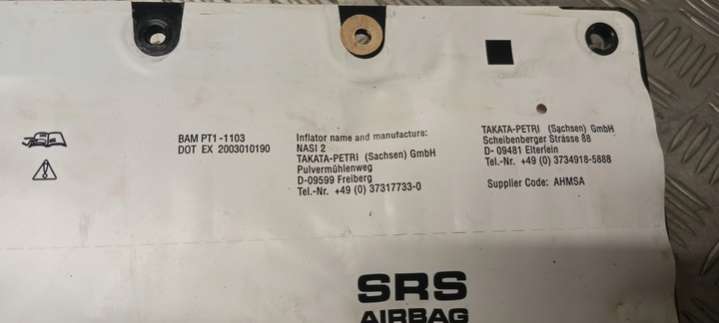 BAM PT1-1103
DOT EX 2003010190
Inflator name and manufactura:
NASI 2
TAKATA-PETRI (Sachsen) GmbH
Pulvermühlenweg
D-09599 Freiberg
Tel.-Nr. +49 (0) 37317733-0
TAKATA-PETRI (Sachsen) GmbH
Scheibenberger Strásse 88
D- 09481 Elterlein
Tel.-Nr. +49 (0) 3734918-5888
Supplier Code: AHMSA
SRS
AIRBAG